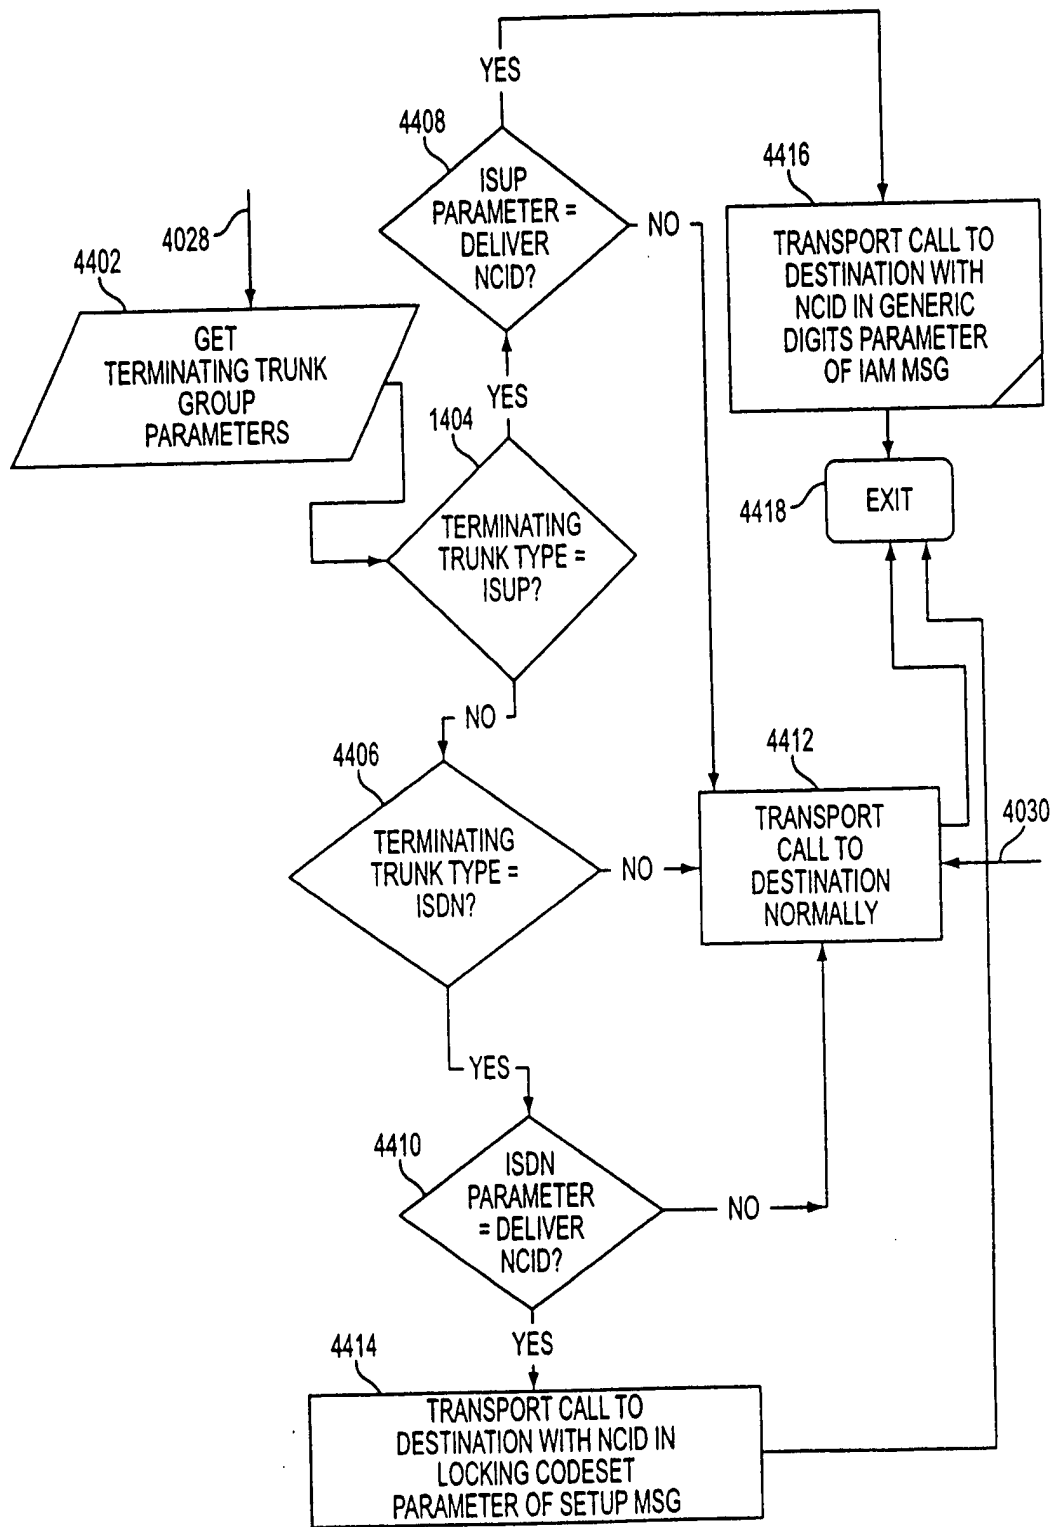 YES
4408
ISUP
PARAMETER =
DELIVER
NCID?
NO
4416
TRANSPORT CALL TO
DESTINATION WITH
NCID IN GENERIC
DIGITS PARAMETER
OF IAM MSG
4028
4402
GET
TERMINATING TRUNK
GROUP
PARAMETERS
YES
1404
TERMINATING
TRUNK TYPE =
ISUP?
4418
EXIT
NO
4406
TERMINATING
TRUNK TYPE =
ISDN?
NO
4412
TRANSPORT
CALL TO
DESTINATION
NORMALLY
4030
YES
4410
ISDN
PARAMETER
= DELIVER
NCID?
NO
YES
4414
TRANSPORT CALL TO
DESTINATION WITH NCID IN
LOCKING CODESET
PARAMETER OF SETUP MSG